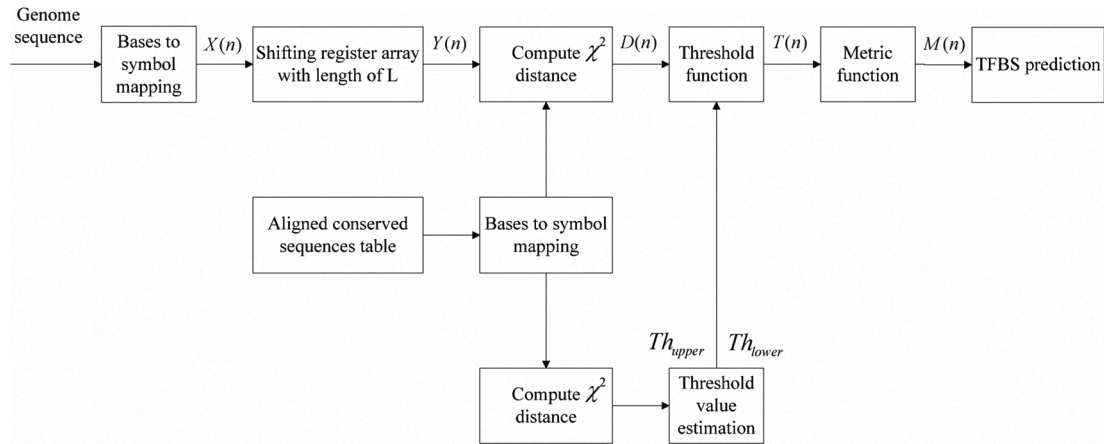 Genome
sequence
Bases to
symbol
mapping
X(n)
Shifting register array
with length of L
Y(n)
Compute χ²
distance
D(n)
Threshold
function
T(n)
Metric
function
M(n)
TFBS prediction
Aligned conserved
sequences table
Bases to symbol
mapping
Th_upper Th_lower
Compute χ²
distance
Threshold
value
estimation